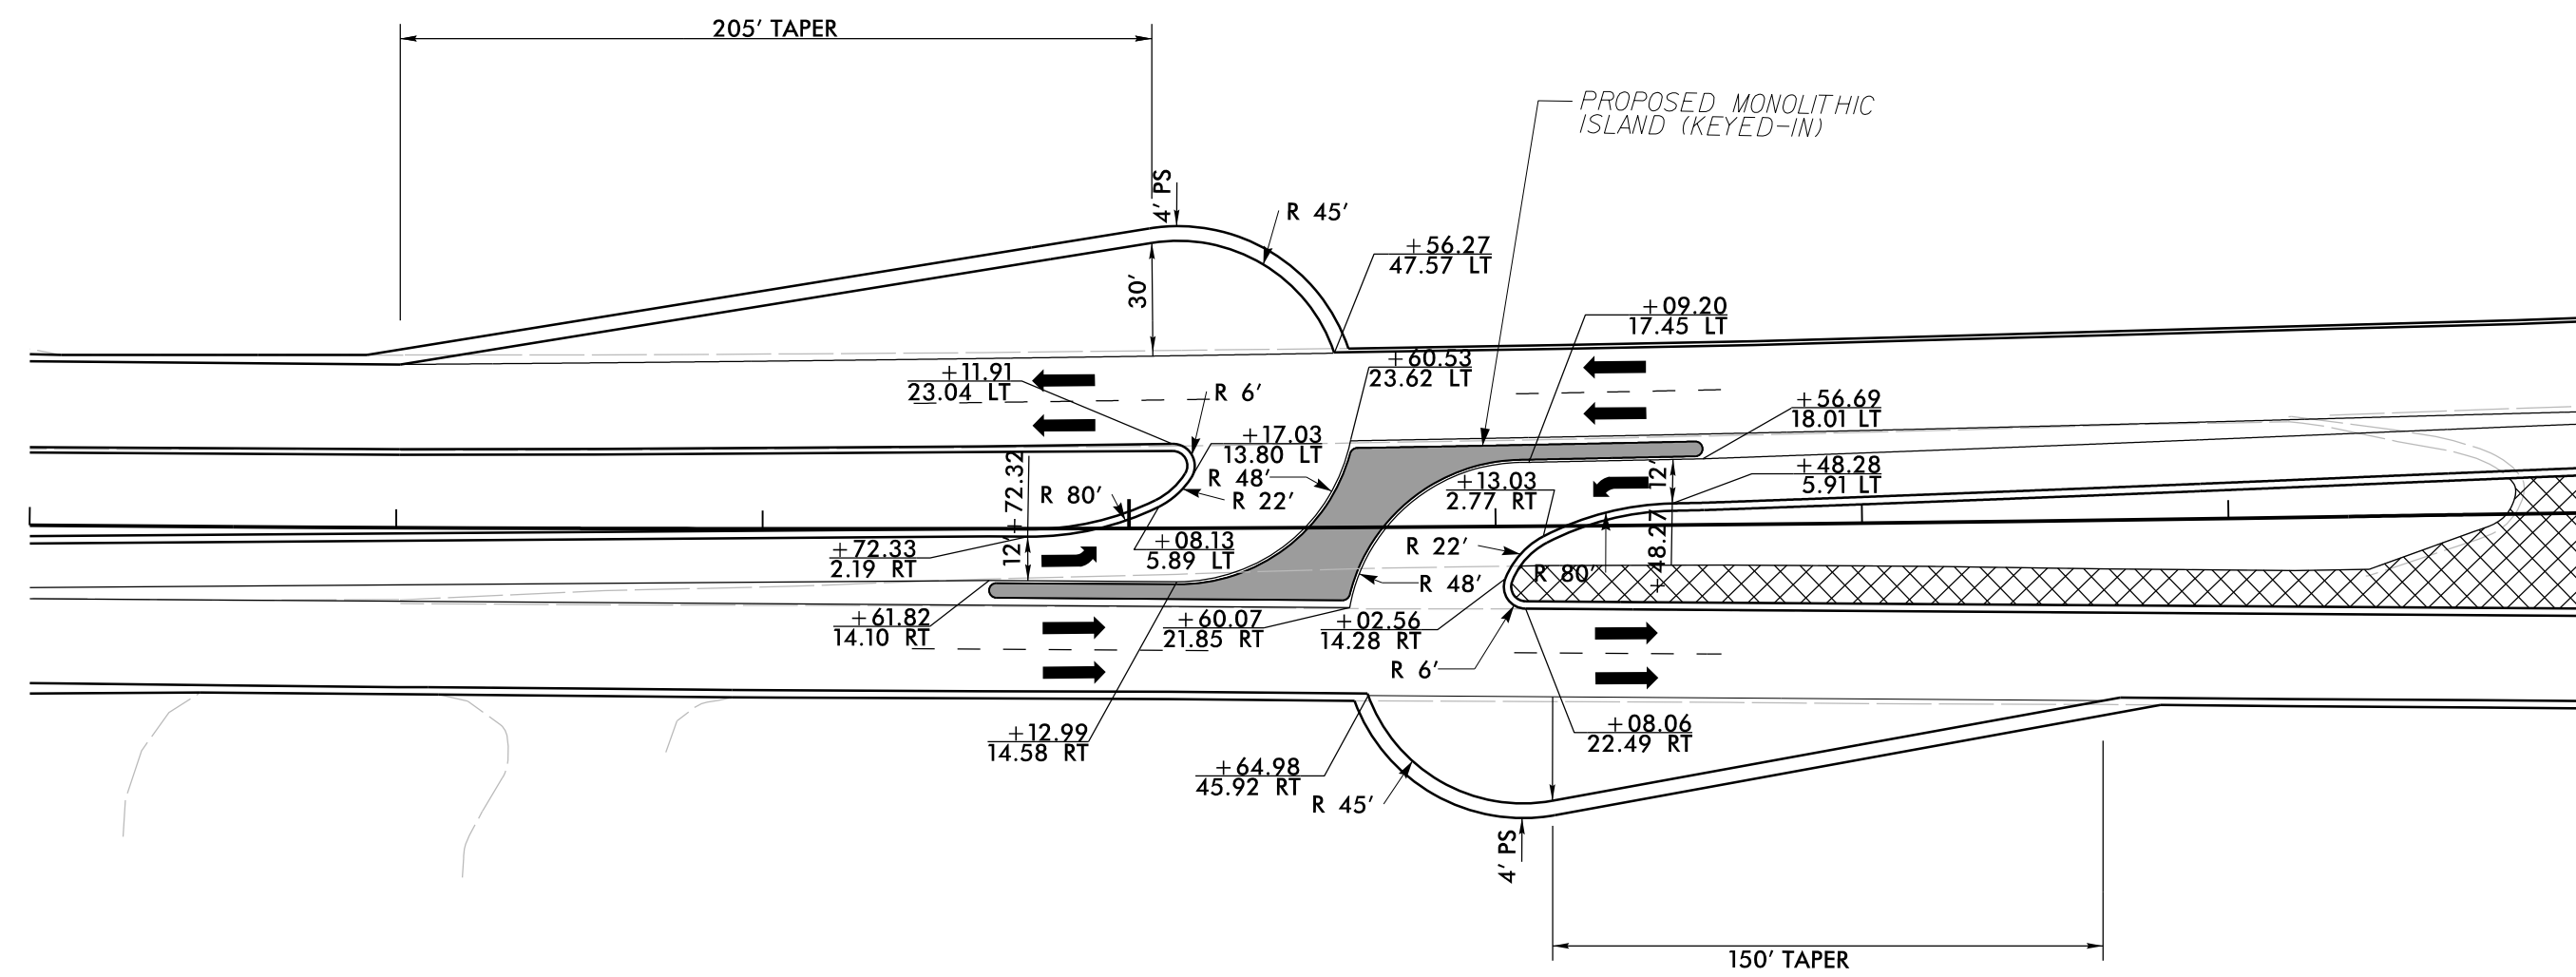 205' TAPER
PROPOSED MONOLITHIC
ISLAND (KEYED-IN)
4' PS
R 45'
+56.27
47.57 LT
30'
+09.20
17.45 LT
+60.53
23.62 LT
+11.91
23.04 LT
R 6'
+56.69
18.01 LT
+17.03
13.80 LT
+72.32
R 48'
R 22'
R 80'
+13.03
2.77 RT
12'
+48.28
5.91 LT
+72.33
2.19 RT
12'
+08.13
5.89 LT
R 22'
R 48'
R 80'
+48.27
+61.82
14.10 RT
+60.07
21.85 RT
+02.56
14.28 RT
R 6'
+12.99
14.58 RT
+08.06
22.49 RT
+64.98
45.92 RT
R 45'
4' PS
150' TAPER